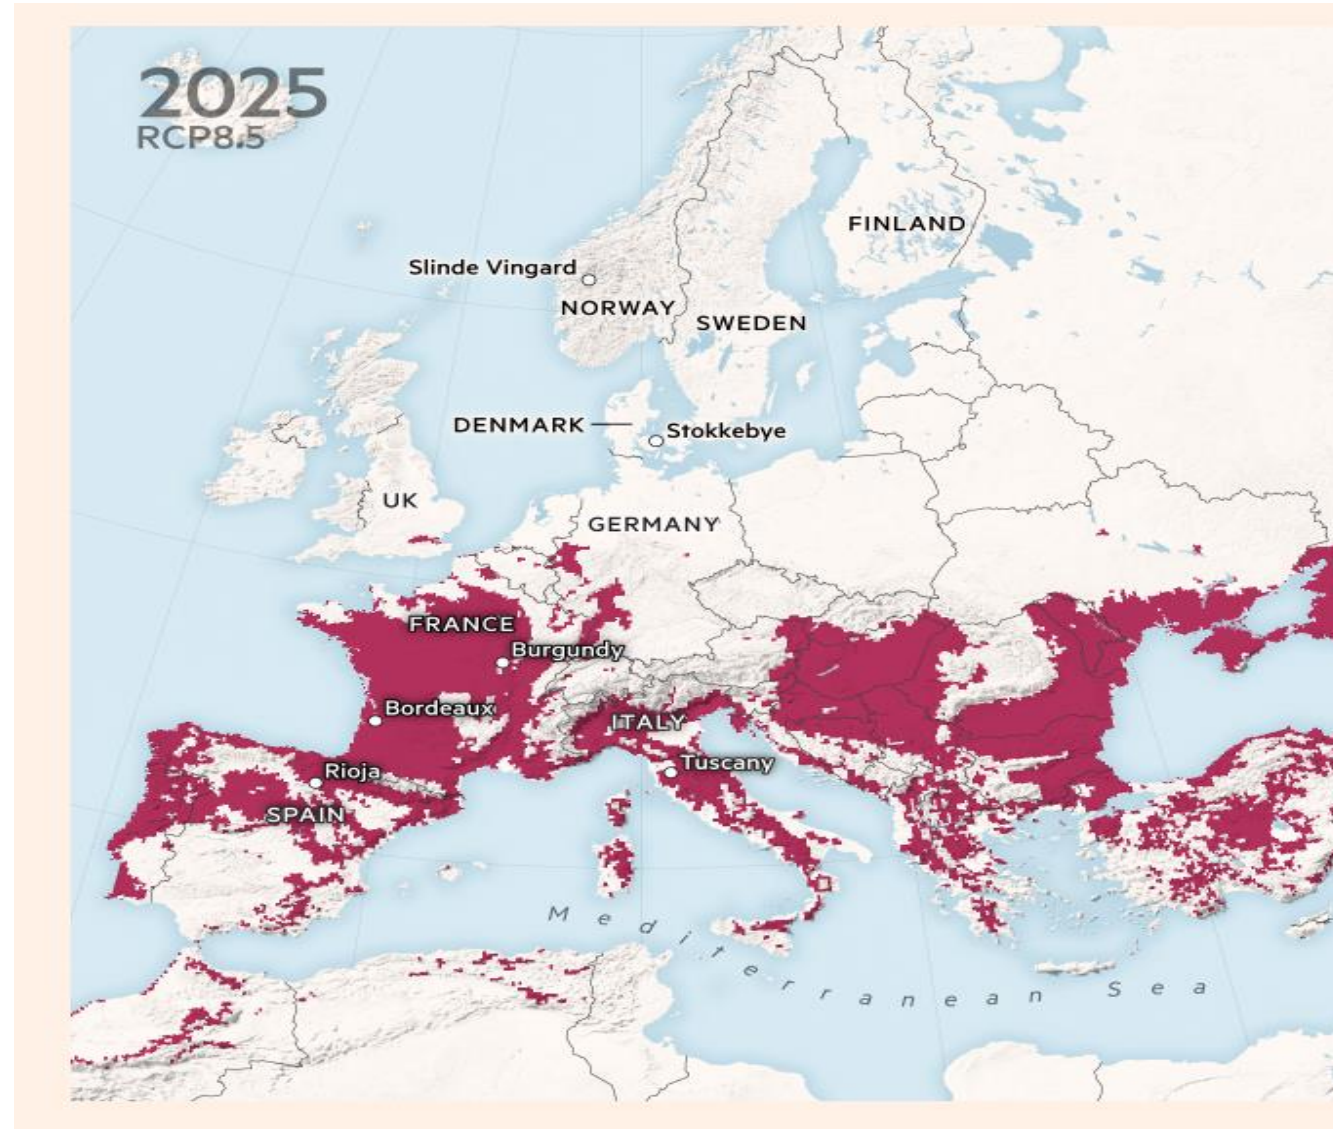 2025
RCP8.5
FINLAND
Slinde Vingard
NORWAY
SWEDEN
DENMARK
Stokkebye
UK
GERMANY
FRANCE
Burgundy
Bordeaux
ITALY
Rioja
Tuscany
SPAIN
Mediterranean Sea